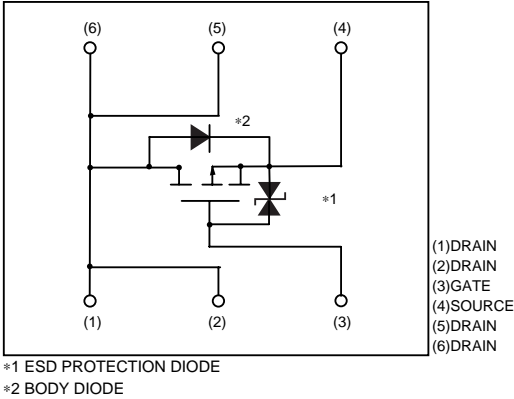 (6) (5) (4)
∗2
∗1
(1) (2) (3)
(1)DRAIN
(2)DRAIN
(3)GATE
(4)SOURCE
(5)DRAIN
(6)DRAIN
∗1 ESD PROTECTION DIODE
∗2 BODY DIODE